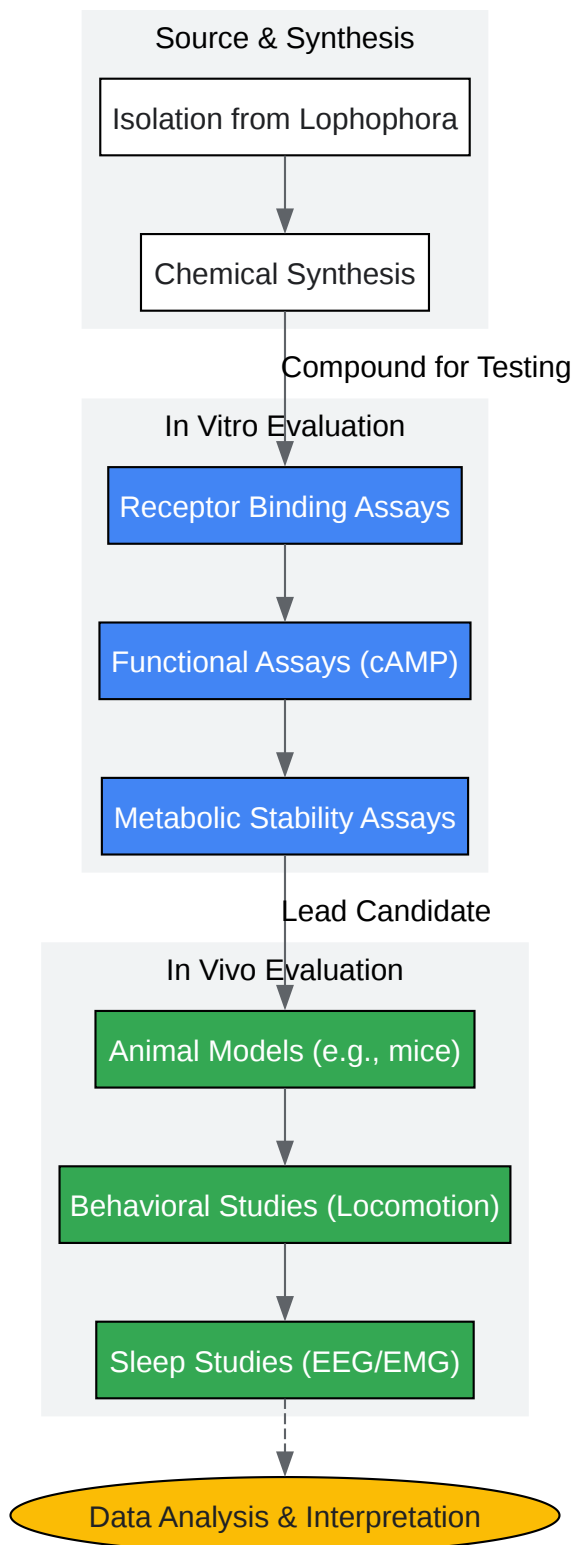 Source & Synthesis
Isolation from Lophophora
Chemical Synthesis
Compound for Testing
In Vitro Evaluation
Receptor Binding Assays
Functional Assays (cAMP)
Metabolic Stability Assays
Lead Candidate
In Vivo Evaluation
Animal Models (e.g., mice)
Behavioral Studies (Locomotion)
Sleep Studies (EEG/EMG)
Data Analysis & Interpretation